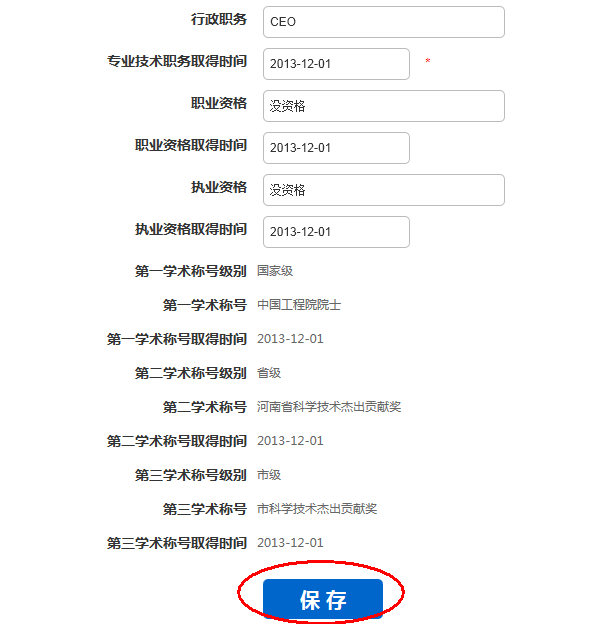 行政职务 CEO
专业技术职务取得时间 2013-12-01 *
职业资格 没资格
职业资格取得时间 2013-12-01
执业资格 没资格
执业资格取得时间 2013-12-01
第一学术称号级别 国家级
第一学术称号 中国工程院院士
第一学术称号取得时间 2013-12-01
第二学术称号级别 省级
第二学术称号 河南省科学技术杰出贡献奖
第二学术称号取得时间 2013-12-01
第三学术称号级别 市级
第三学术称号 市科学技术杰出贡献奖
第三学术称号取得时间 2013-12-01
保存